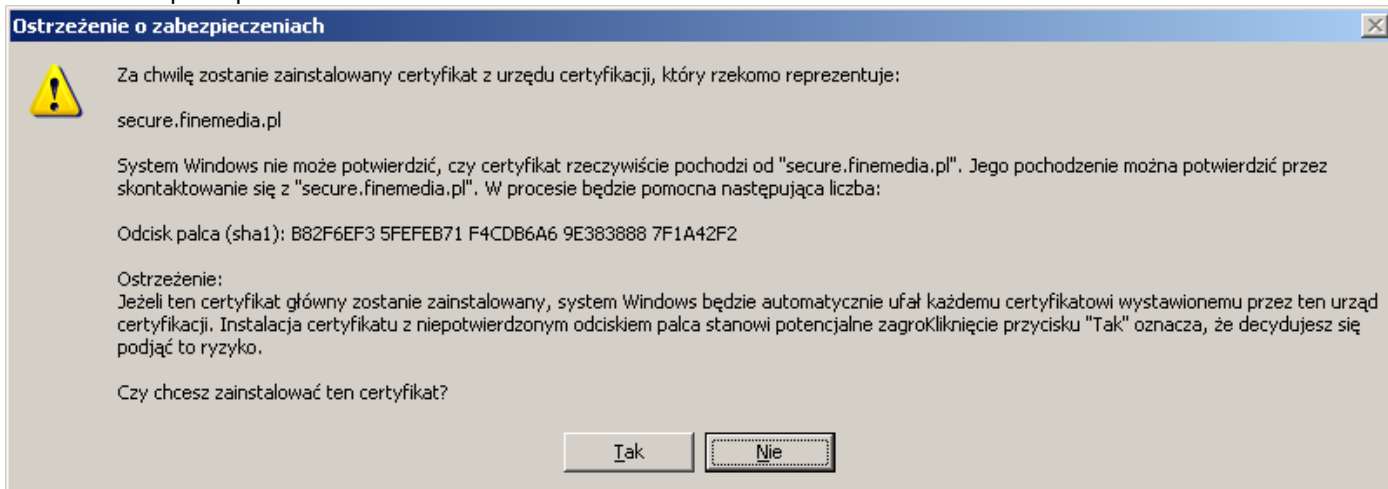 Ostrzeżenie o zabezpieczeniach
Za chwilę zostanie zainstalowany certyfikat z urzędu certyfikacji, który rzekomo reprezentuje:
secure.finemedia.pl
System Windows nie może potwierdzić, czy certyfikat rzeczywiście pochodzi od "secure.finemedia.pl". Jego pochodzenie można potwierdzić przez
skontaktowanie się z "secure.finemedia.pl". W procesie będzie pomocna następująca liczba:
Odcisk palca (sha1): B82F6EF3 5FEFEB71 F4CDB6A6 9E383888 7F1A42F2
Ostrzeżenie:
Jeżeli ten certyfikat główny zostanie zainstalowany, system Windows będzie automatycznie ufał każdemu certyfikatowi wystawionemu przez ten urząd
certyfikacji. Instalacja certyfikatu z niepotwierdzonym odciskiem palca stanowi potencjalne zagroKliknięcie przycisku "Tak" oznacza, że decydujesz się
podjąć to ryzyko.
Czy chcesz zainstalować ten certyfikat?
Tak Nie